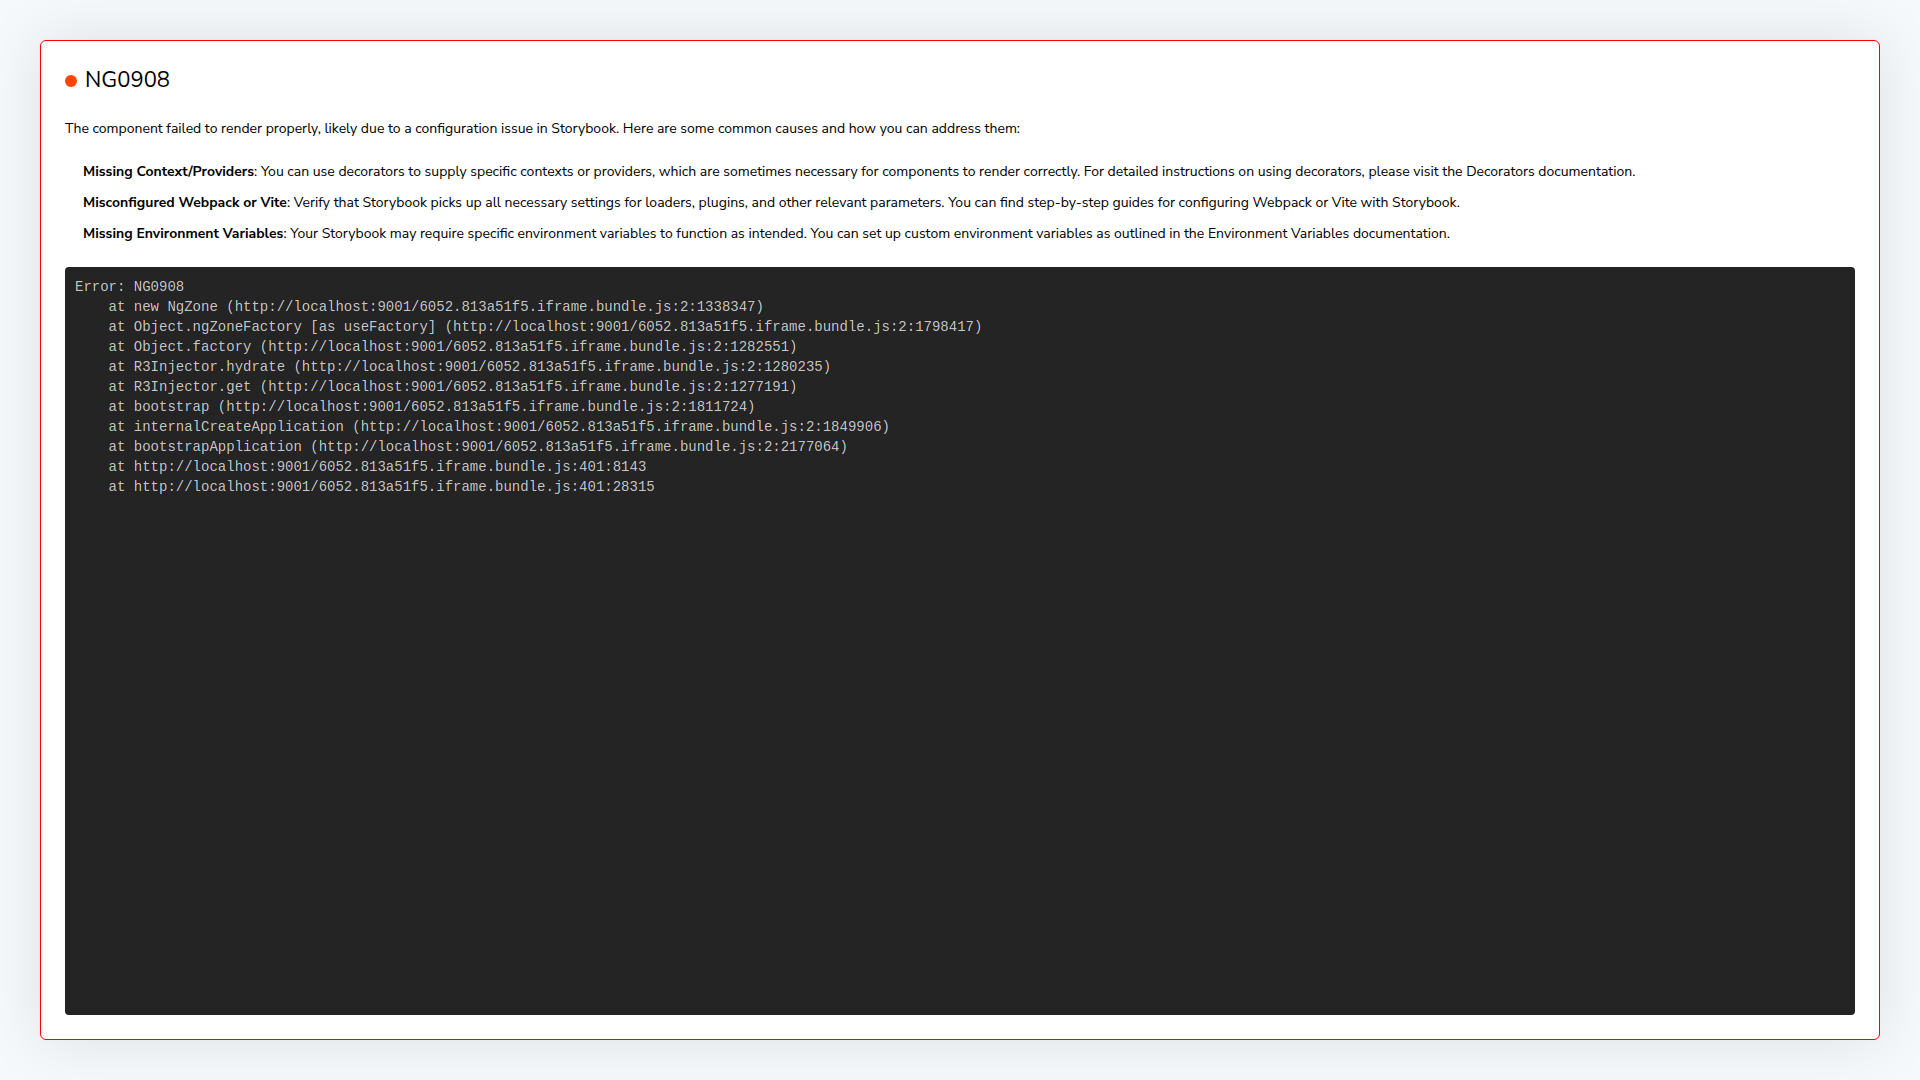 NG0908
The component failed to render properly, likely due to a configuration issue in Storybook. Here are some common causes and how you can address them:
Missing Context/Providers: You can use decorators to supply specific contexts or providers, which are sometimes necessary for components to render correctly. For detailed instructions on using decorators, please visit the Decorators documentation.
Misconfigured Webpack or Vite: Verify that Storybook picks up all necessary settings for loaders, plugins, and other relevant parameters. You can find step-by-step guides for configuring Webpack or Vite with Storybook.
Missing Environment Variables: Your Storybook may require specific environment variables to function as intended. You can set up custom environment variables as outlined in the Environment Variables documentation.
Error: NG0908
    at new NgZone (http://localhost:9001/6052.813a51f5.iframe.bundle.js:2:1338347)
    at Object.ngZoneFactory [as useFactory] (http://localhost:9001/6052.813a51f5.iframe.bundle.js:2:1798417)
    at Object.factory (http://localhost:9001/6052.813a51f5.iframe.bundle.js:2:1282551)
    at R3Injector.hydrate (http://localhost:9001/6052.813a51f5.iframe.bundle.js:2:1280235)
    at R3Injector.get (http://localhost:9001/6052.813a51f5.iframe.bundle.js:2:1277191)
    at bootstrap (http://localhost:9001/6052.813a51f5.iframe.bundle.js:2:1811724)
    at internalCreateApplication (http://localhost:9001/6052.813a51f5.iframe.bundle.js:2:1849906)
    at bootstrapApplication (http://localhost:9001/6052.813a51f5.iframe.bundle.js:2:2177064)
    at http://localhost:9001/6052.813a51f5.iframe.bundle.js:401:8143
    at http://localhost:9001/6052.813a51f5.iframe.bundle.js:401:28315